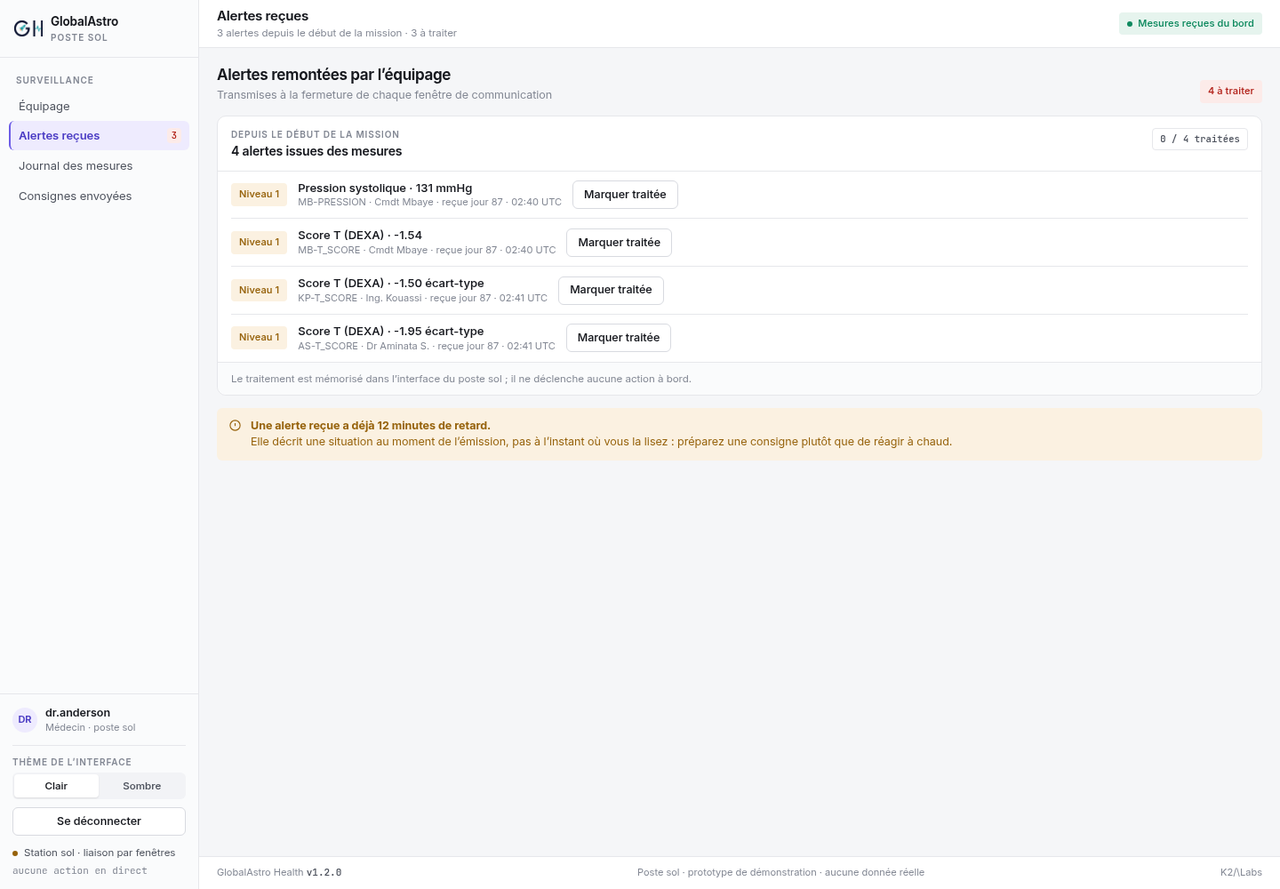 GH GlobalAstro
POSTE SOL
SURVEILLANCE
Équipage
Alertes reçues 3
Journal des mesures
Consignes envoyées
DR dr.anderson
Médecin · poste sol
THÈME DE L'INTERFACE
Clair Sombre
Se déconnecter
Station sol · liaison par fenêtres
aucune action en direct
Alertes reçues
3 alertes depuis le début de la mission · 3 à traiter
Mesures reçues du bord
Alertes remontées par l'équipage
Transmises à la fermeture de chaque fenêtre de communication
4 à traiter
DEPUIS LE DÉBUT DE LA MISSION
4 alertes issues des mesures
0 / 4 traitées
Niveau 1 Pression systolique · 131 mmHg
MB-PRESSION · Cmdt Mbaye · reçue jour 87 · 02:40 UTC
Marquer traitée
Niveau 1 Score T (DEXA) · -1.54
MB-T_SCORE · Cmdt Mbaye · reçue jour 87 · 02:40 UTC
Marquer traitée
Niveau 1 Score T (DEXA) · -1.50 écart-type
KP-T_SCORE · Ing. Kouassi · reçue jour 87 · 02:41 UTC
Marquer traitée
Niveau 1 Score T (DEXA) · -1.95 écart-type
AS-T_SCORE · Dr Aminata S. · reçue jour 87 · 02:41 UTC
Marquer traitée
Le traitement est mémorisé dans l'interface du poste sol ; il ne déclenche aucune action à bord.
Une alerte reçue a déjà 12 minutes de retard.
Elle décrit une situation au moment de l'émission, pas à l'instant où vous la lisez : préparez une consigne plutôt que de réagir à chaud.
GlobalAstro Health v1.2.0
Poste sol · prototype de démonstration · aucune donnée réelle
K2/\Labs